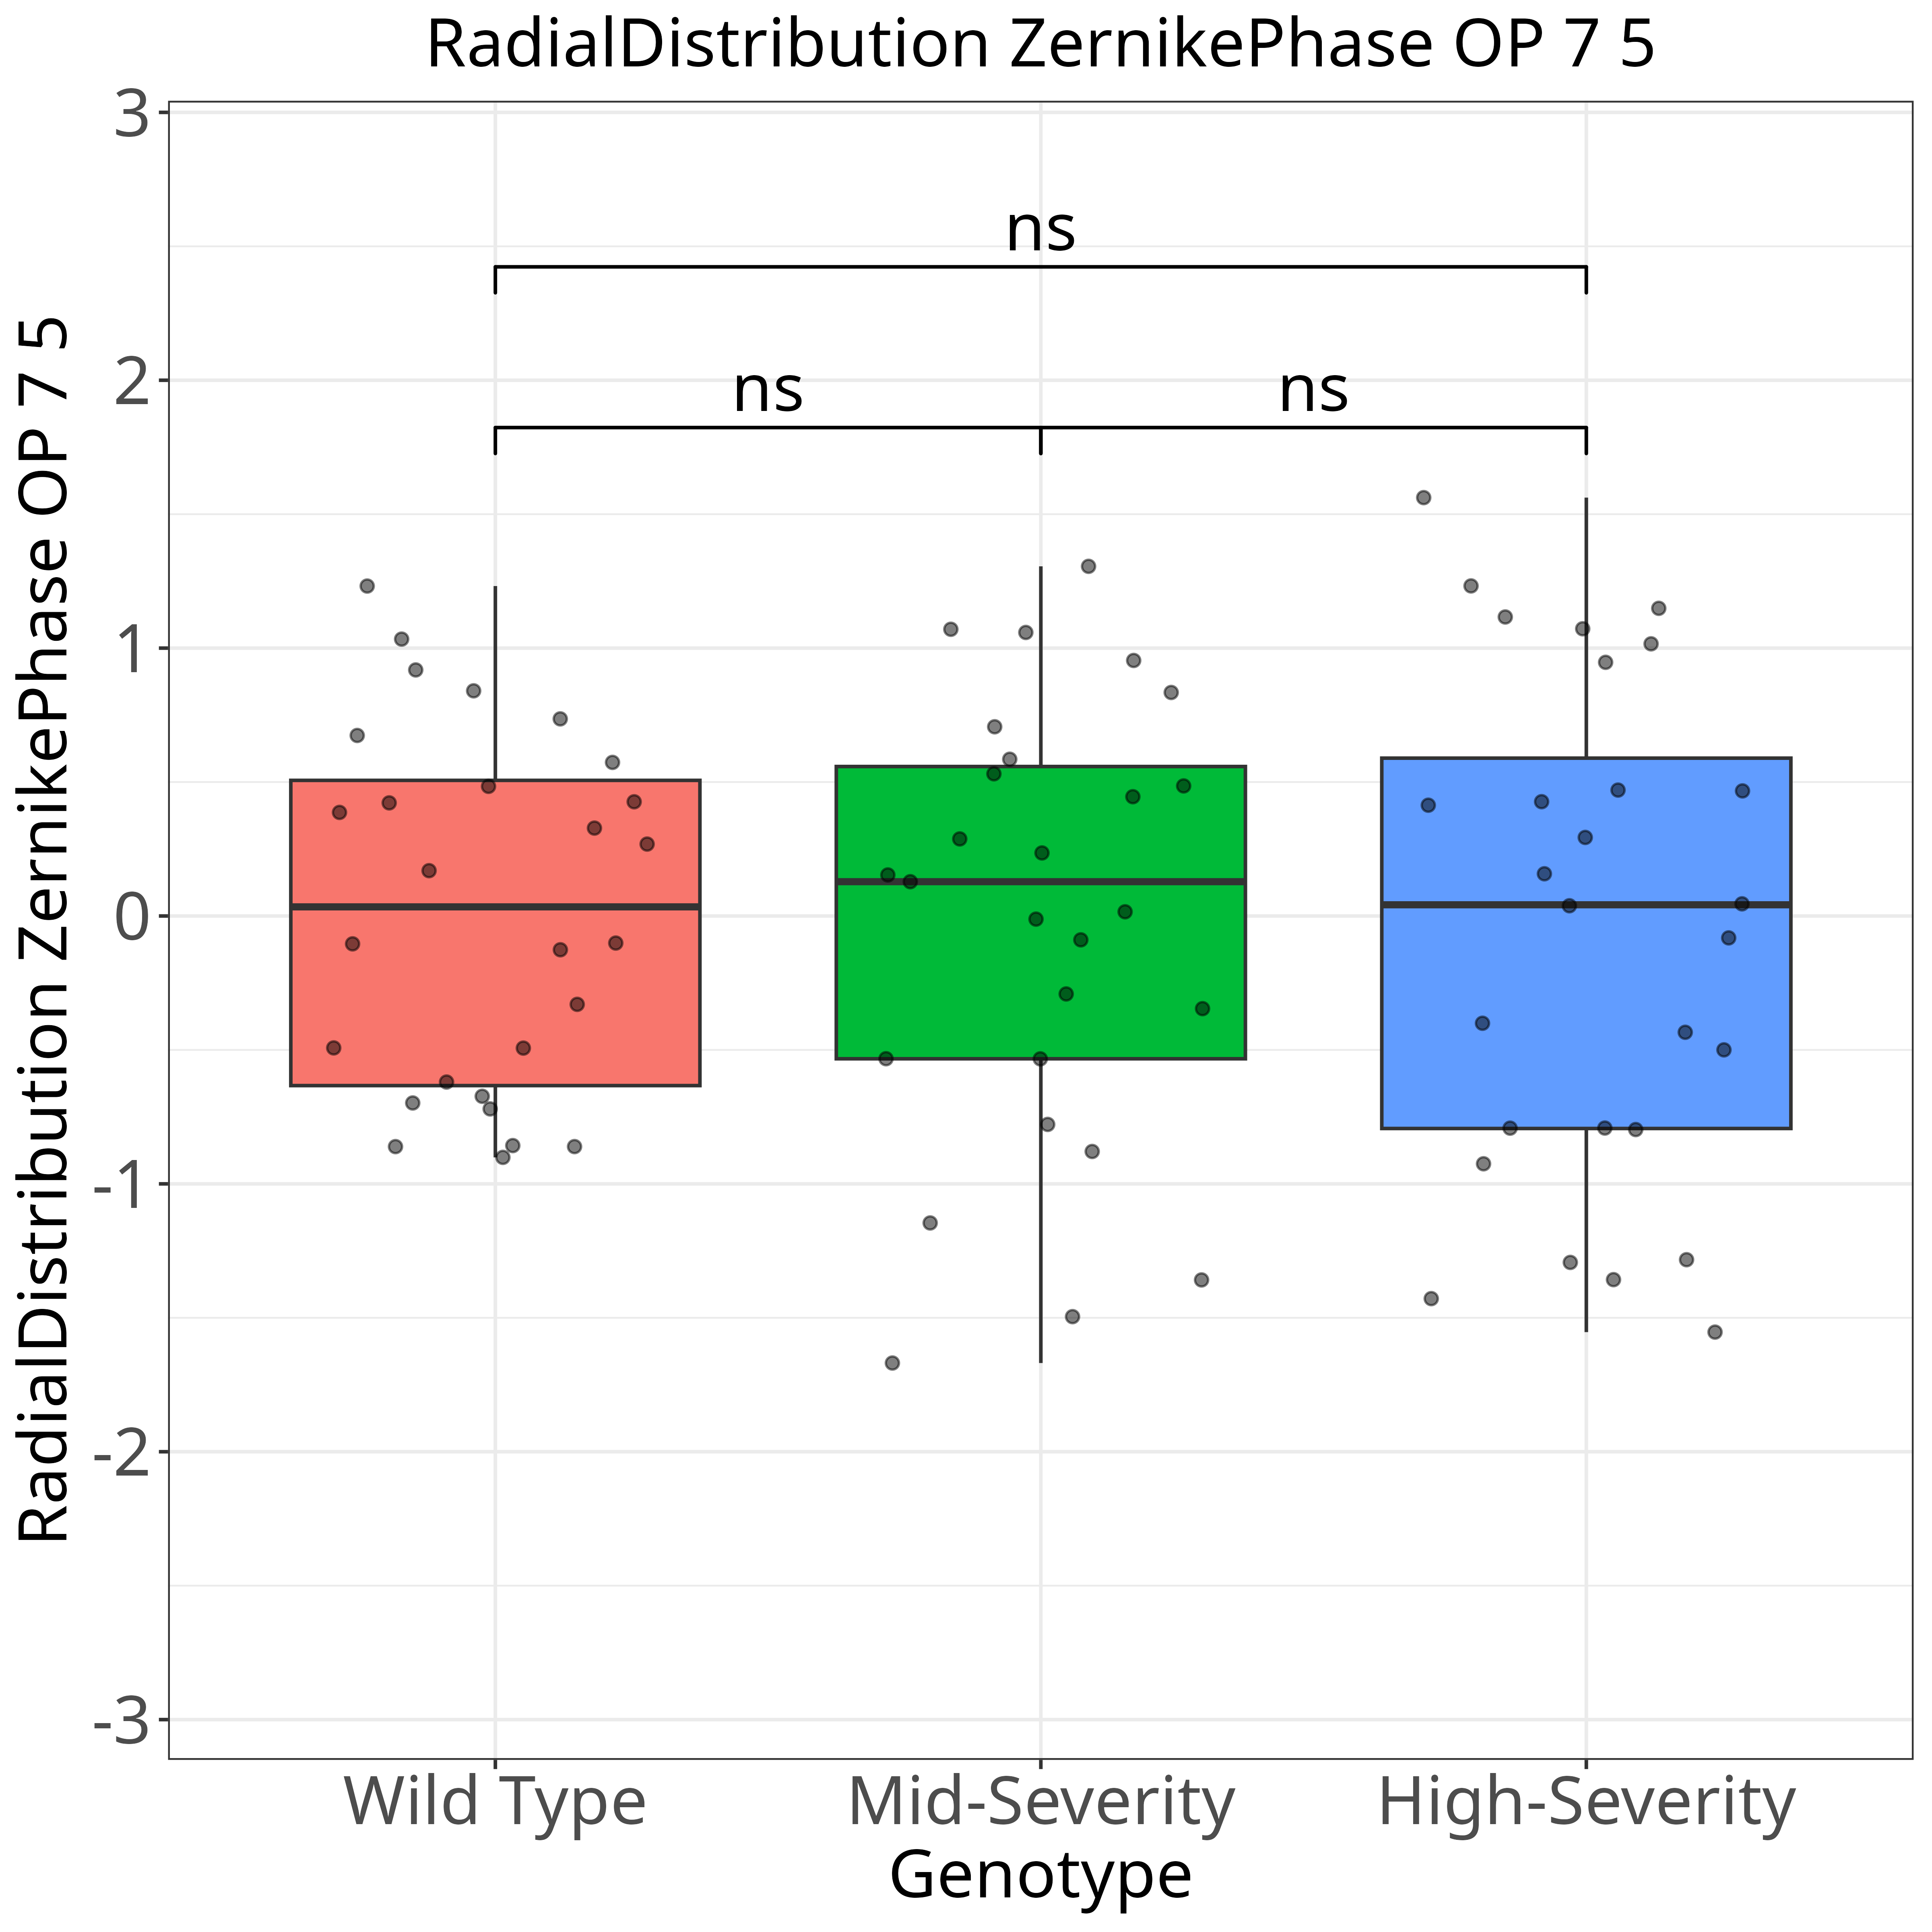 RadialDistribution ZernikePhase OP 7 5
RadialDistribution ZernikePhase OP 7 5
3
2
1
0
-1
-2
-3
ns
ns
ns
Wild Type
Mid-Severity
High-Severity
Genotype